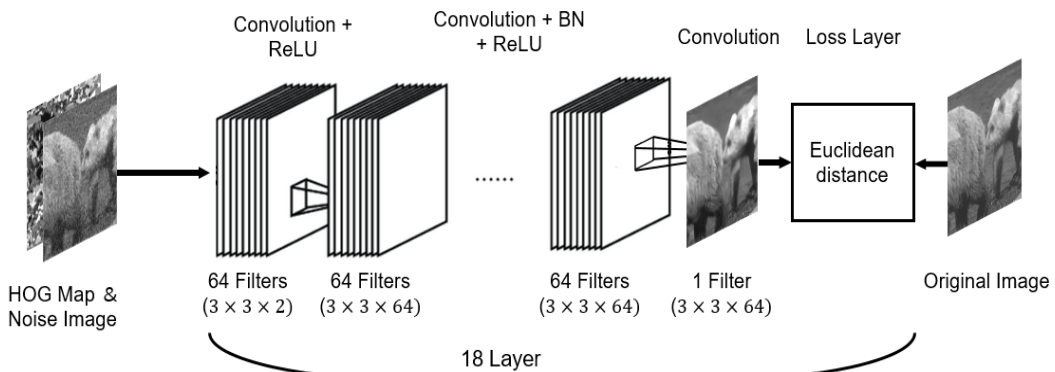 Convolution +
ReLU
Convolution + BN
+ ReLU
Convolution
Loss Layer
Euclidean
distance
......
HOG Map &
Noise Image
64 Filters
(3 × 3 × 2)
64 Filters
(3 × 3 × 64)
64 Filters
(3 × 3 × 64)
1 Filter
(3 × 3 × 64)
Original Image
18 Layer